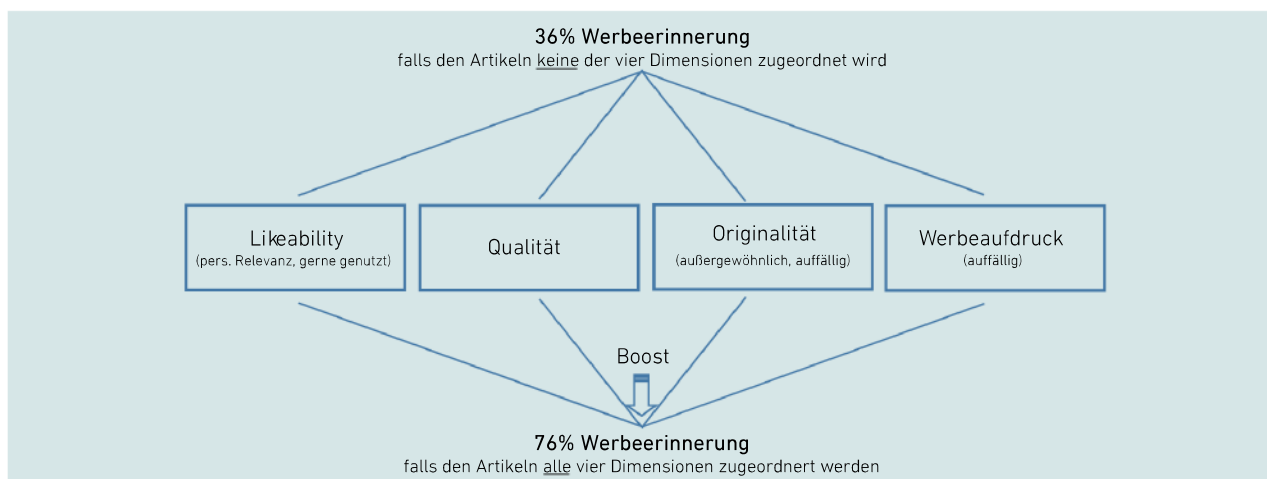 36% Werbeerinnerung
falls den Artikeln keine der vier Dimensionen zugeordnet wird
Likeability
(pers. Relevanz, gerne genutzt)
Qualität
Originalität
(außergewöhnlich, auffällig)
Werbeaufdruck
(auffällig)
Boost
76% Werbeerinnerung
falls den Artikeln alle vier Dimensionen zugeordnert werden